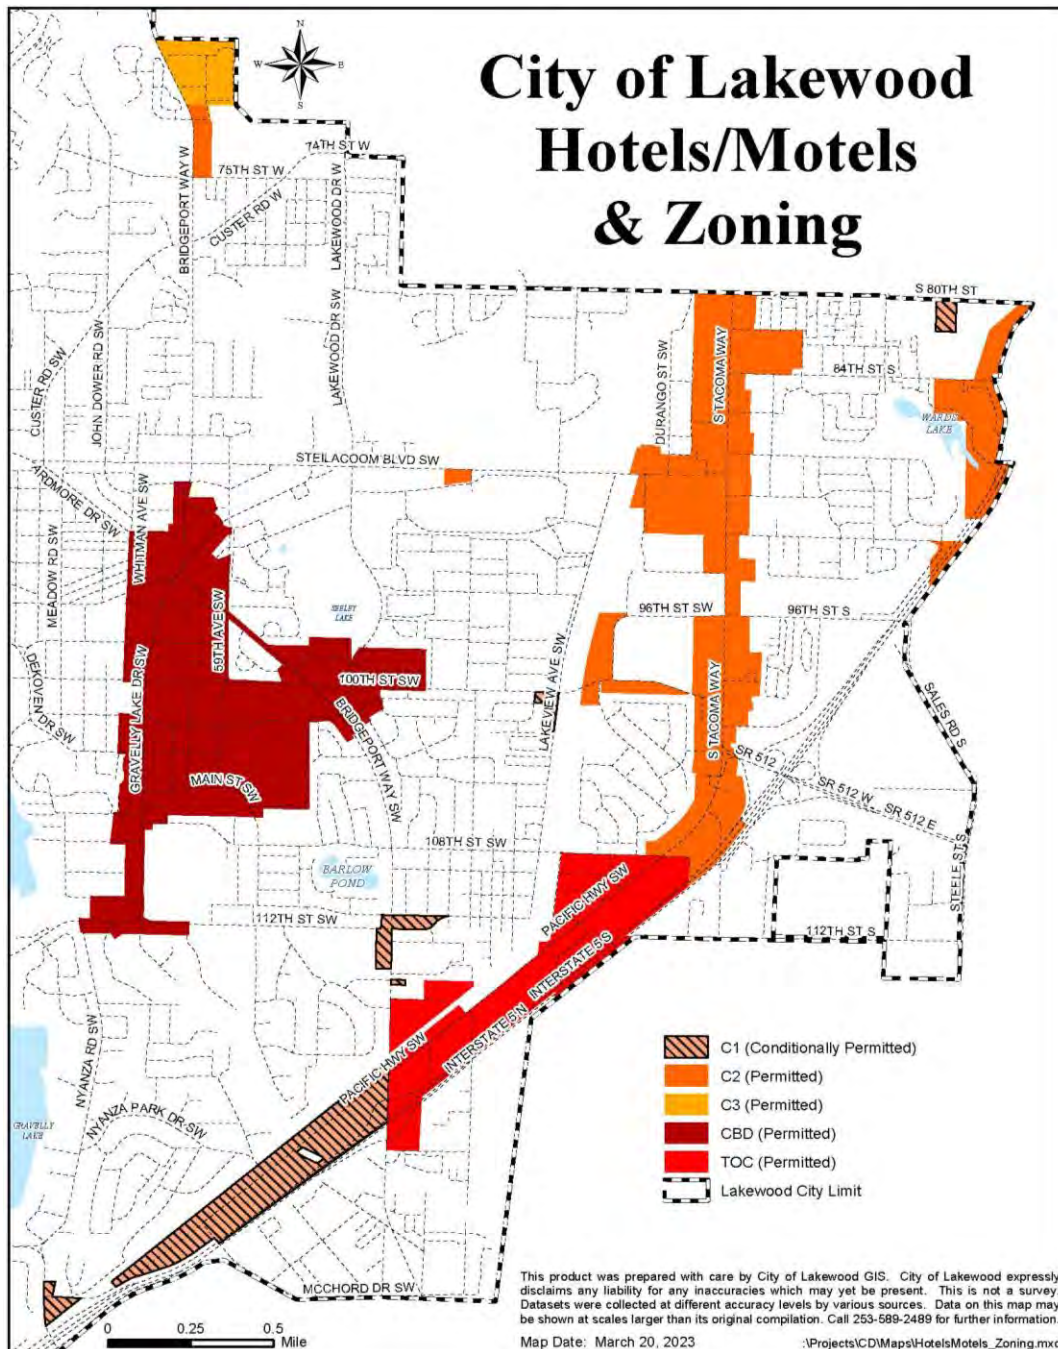 City of Lakewood
Hotels/Motels
& Zoning
N
W
E
S
74TH ST W
75TH ST W
BRIDGEPORT WAY W
CUSTER RD W
LAKEWOOD DR W
S 80TH ST
LAKEWOOD DR SW
JOHN DOWER RD SW
CUSTER RD SW
DURANGO ST SW
S TACOMA WAY
84TH ST S
WARDS
LAKE
STEILACOOM BLVD SW
ARDMORE DR SW
WHITMAN AVE SW
MEADOW RD SW
59TH AVE SW
SEELEY
LAKE
96TH ST SW
96TH ST S
DEKOVEN DR SW
GRAVELLY LAKE DR SW
100TH ST SW
LAKEVIEW AVE SW
BRIDGEPORT WAY SW
S TACOMA WAY
SALES RD S
MAIN ST SW
SR 512
SR 512 W
SR 512 E
108TH ST SW
BARLOW
POND
PACIFIC HWY SW
STEELE ST S
112TH ST SW
112TH ST S
INTERSTATE 5 S
INTERSTATE 5 N
PACIFIC HWY SW
NYANZA RD SW
NYANZA PARK DR SW
GRAVELLY
LAKE
MCCHORD DR SW
C1 (Conditionally Permitted)
C2 (Permitted)
C3 (Permitted)
CBD (Permitted)
TOC (Permitted)
Lakewood City Limit
This product was prepared with care by City of Lakewood GIS. City of Lakewood expressly
disclaims any liability for any inaccuracies which may yet be present. This is not a survey.
Datasets were collected at different accuracy levels by various sources. Data on this map may
be shown at scales larger than its original compilation. Call 253-589-2489 for further information.
0 0.25 0.5
Mile
Map Date: March 20, 2023
:\Projects\CD\Maps\HotelsMotels_Zoning.mxd